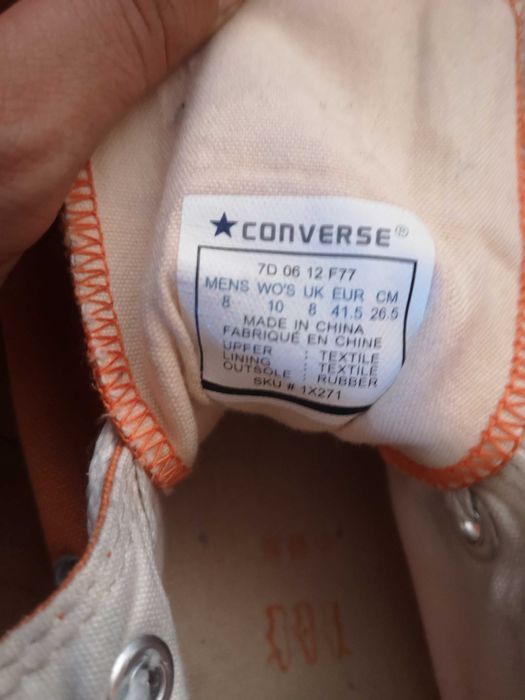 ★CONVERSE®
7D 06 12 F77
MENS WO'S UK EUR CM
8 10 8 41.5 26.5
MADE IN CHINA
FABRIQUÉ EN CHINE
UPPER : TEXTILE
LINING : TEXTILE
OUTSOLE : RUBBER
SKU # 1X271